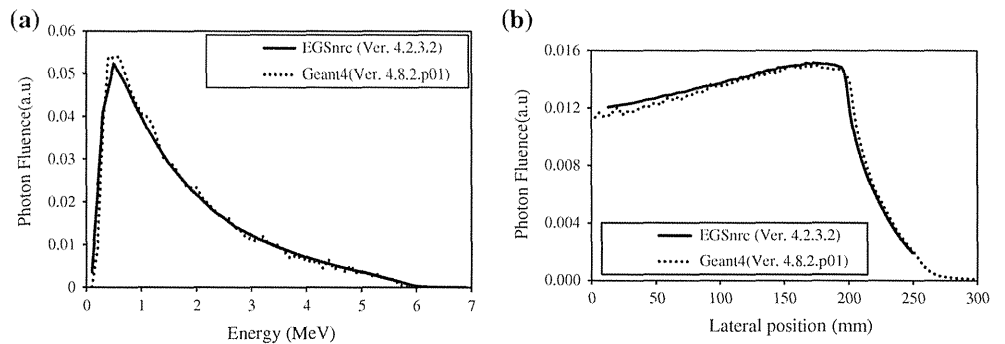 (a)
0.06
0.05
0.04
0.03
0.02
0.01
0
Photon Fluence(a.u)
EGSnrc (Ver. 4.2.3.2)
Geant4(Ver. 4.8.2.p01)
0 1 2 3 4 5 6 7
Energy (MeV)
(b)
0.016
0.012
0.008
0.004
0.000
Photon Fluence(a.u)
EGSnrc (Ver. 4.2.3.2)
Geant4(Ver. 4.8.2.p01)
0 50 100 150 200 250 300
Lateral position (mm)